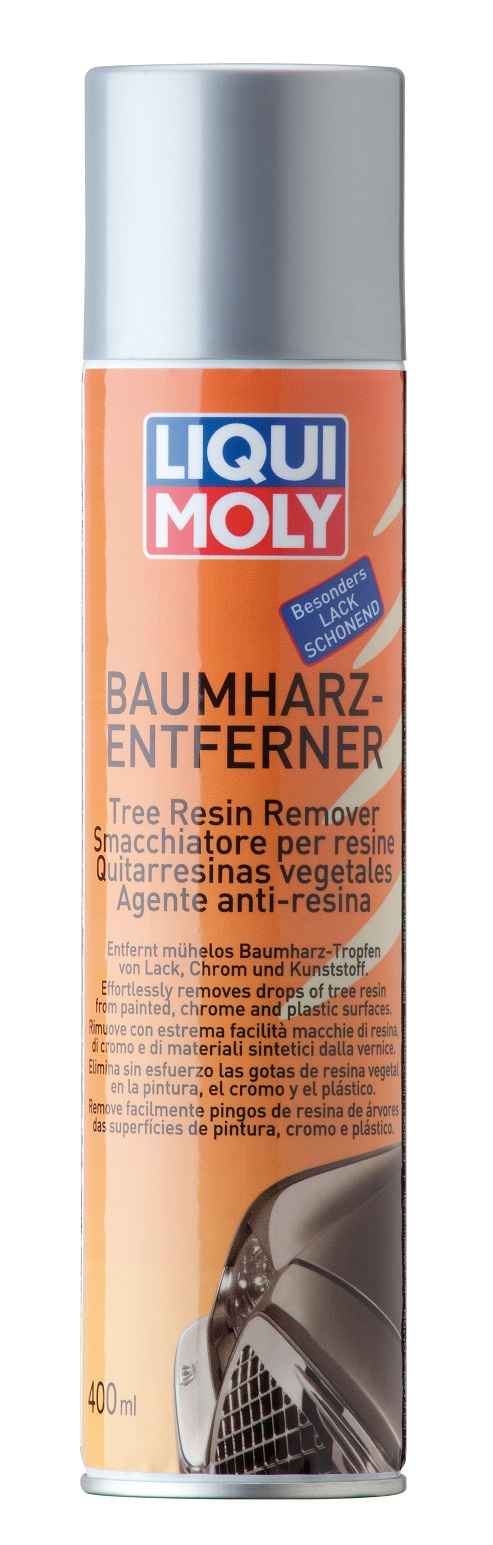 LIQUI
MOLY
Besonders
LACK
SCHONEND
BAUMHARZ-
ENTFERNER
Tree Resin Remover
Smacchiatore per resine
Quitarresinas vegetales
Agente anti-resina
Entfernt mühelos Baumharz-Tropfen
von Lack, Chrom und Kunststoff.
Effortlessly removes drops of tree resin
from painted, chrome and plastic surfaces.
Rimuove con estrema facilità macchie di resina,
di cromo e di materiali sintetici dalla vernice.
Elimina sin esfuerzo las gotas de resina vegetal
en la pintura, el cromo y el plástico.
Remove facilmente pingos de resina de árvores
das superfícies de pintura, cromo e plástico.
400 ml